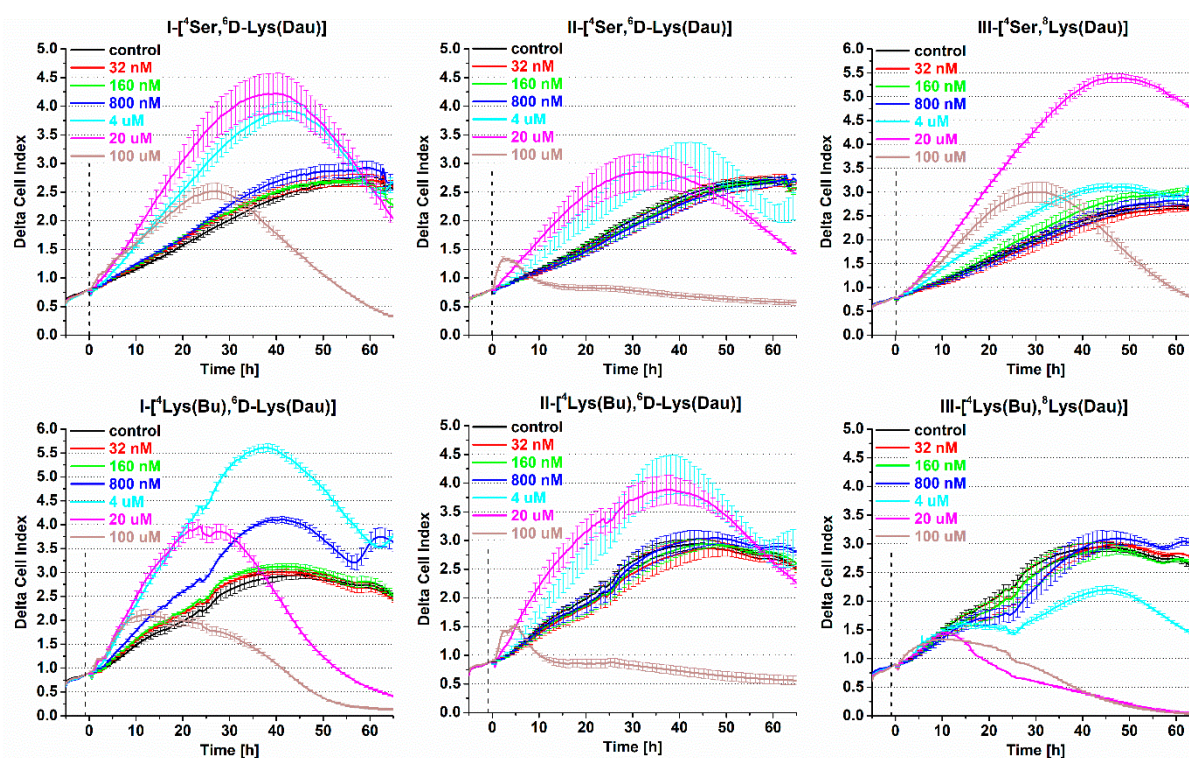 I-[⁴Ser,⁶D-Lys(Dau)]
Delta Cell Index
5.0
4.5
4.0
3.5
3.0
2.5
2.0
1.5
1.0
0.5
0.0
control
32 nM
160 nM
800 nM
4 uM
20 uM
100 uM
0 10 20 30 40 50 60
Time [h]
II-[⁴Ser,⁶D-Lys(Dau)]
Delta Cell Index
5.0
4.5
4.0
3.5
3.0
2.5
2.0
1.5
1.0
0.5
0.0
control
32 nM
160 nM
800 nM
4 uM
20 uM
100 uM
0 10 20 30 40 50 60
Time [h]
III-[⁴Ser,⁸Lys(Dau)]
Delta Cell Index
6.0
5.5
5.0
4.5
4.0
3.5
3.0
2.5
2.0
1.5
1.0
0.5
0.0
control
32 nM
160 nM
800 nM
4 uM
20 uM
100 uM
0 10 20 30 40 50 60
Time [h]
I-[⁴Lys(Bu),⁶D-Lys(Dau)]
Delta Cell Index
6.0
5.5
5.0
4.5
4.0
3.5
3.0
2.5
2.0
1.5
1.0
0.5
0.0
control
32 nM
160 nM
800 nM
4 uM
20 uM
100 uM
0 10 20 30 40 50 60
Time [h]
II-[⁴Lys(Bu),⁶D-Lys(Dau)]
Delta Cell Index
5.0
4.5
4.0
3.5
3.0
2.5
2.0
1.5
1.0
0.5
0.0
control
32 nM
160 nM
800 nM
4 uM
20 uM
100 uM
0 10 20 30 40 50 60
Time [h]
III-[⁴Lys(Bu),⁸Lys(Dau)]
Delta Cell Index
5.0
4.5
4.0
3.5
3.0
2.5
2.0
1.5
1.0
0.5
0.0
control
32 nM
160 nM
800 nM
4 uM
20 uM
100 uM
0 10 20 30 40 50 60
Time [h]